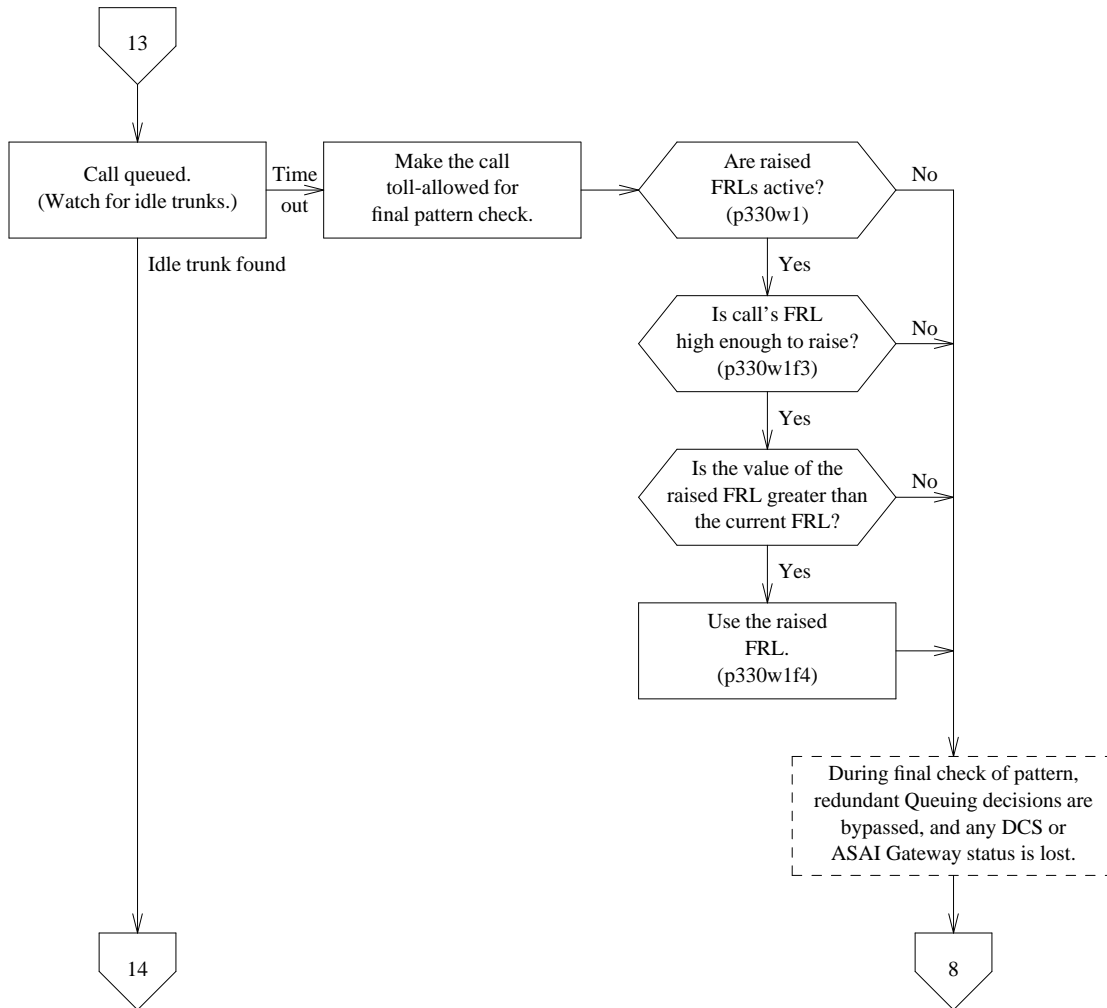 13
Call queued.
(Watch for idle trunks.)
Time
out
Make the call
toll-allowed for
final pattern check.
Are raised
FRLs active?
(p330w1)
No
Idle trunk found
Yes
Is call's FRL
high enough to raise?
(p330w1f3)
No
Yes
Is the value of the
raised FRL greater than
the current FRL?
No
Yes
Use the raised
FRL.
(p330w1f4)
During final check of pattern,
redundant Queuing decisions are
bypassed, and any DCS or
ASAI Gateway status is lost.
14
8